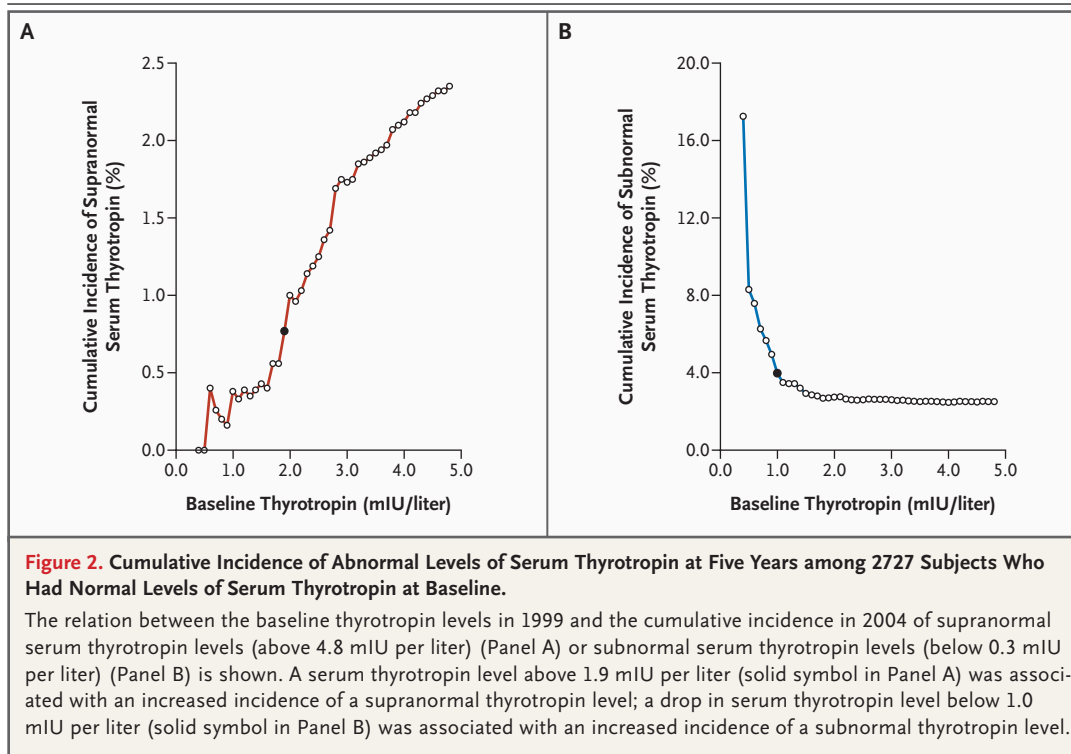 A
Cumulative Incidence of Supranormal
Serum Thyrotropin (%)
2.5
2.0
1.5
1.0
0.5
0.0
0.0 1.0 2.0 3.0 4.0 5.0
Baseline Thyrotropin (mIU/liter)
B
Cumulative Incidence of Subnormal
Serum Thyrotropin (%)
20.0
16.0
12.0
8.0
4.0
0.0
0.0 1.0 2.0 3.0 4.0 5.0
Baseline Thyrotropin (mIU/liter)
Figure 2. Cumulative Incidence of Abnormal Levels of Serum Thyrotropin at Five Years among 2727 Subjects Who
Had Normal Levels of Serum Thyrotropin at Baseline.
The relation between the baseline thyrotropin levels in 1999 and the cumulative incidence in 2004 of supranormal
serum thyrotropin levels (above 4.8 mIU per liter) (Panel A) or subnormal serum thyrotropin levels (below 0.3 mIU
per liter) (Panel B) is shown. A serum thyrotropin level above 1.9 mIU per liter (solid symbol in Panel A) was associ-
ated with an increased incidence of a supranormal thyrotropin level; a drop in serum thyrotropin level below 1.0
mIU per liter (solid symbol in Panel B) was associated with an increased incidence of a subnormal thyrotropin level.